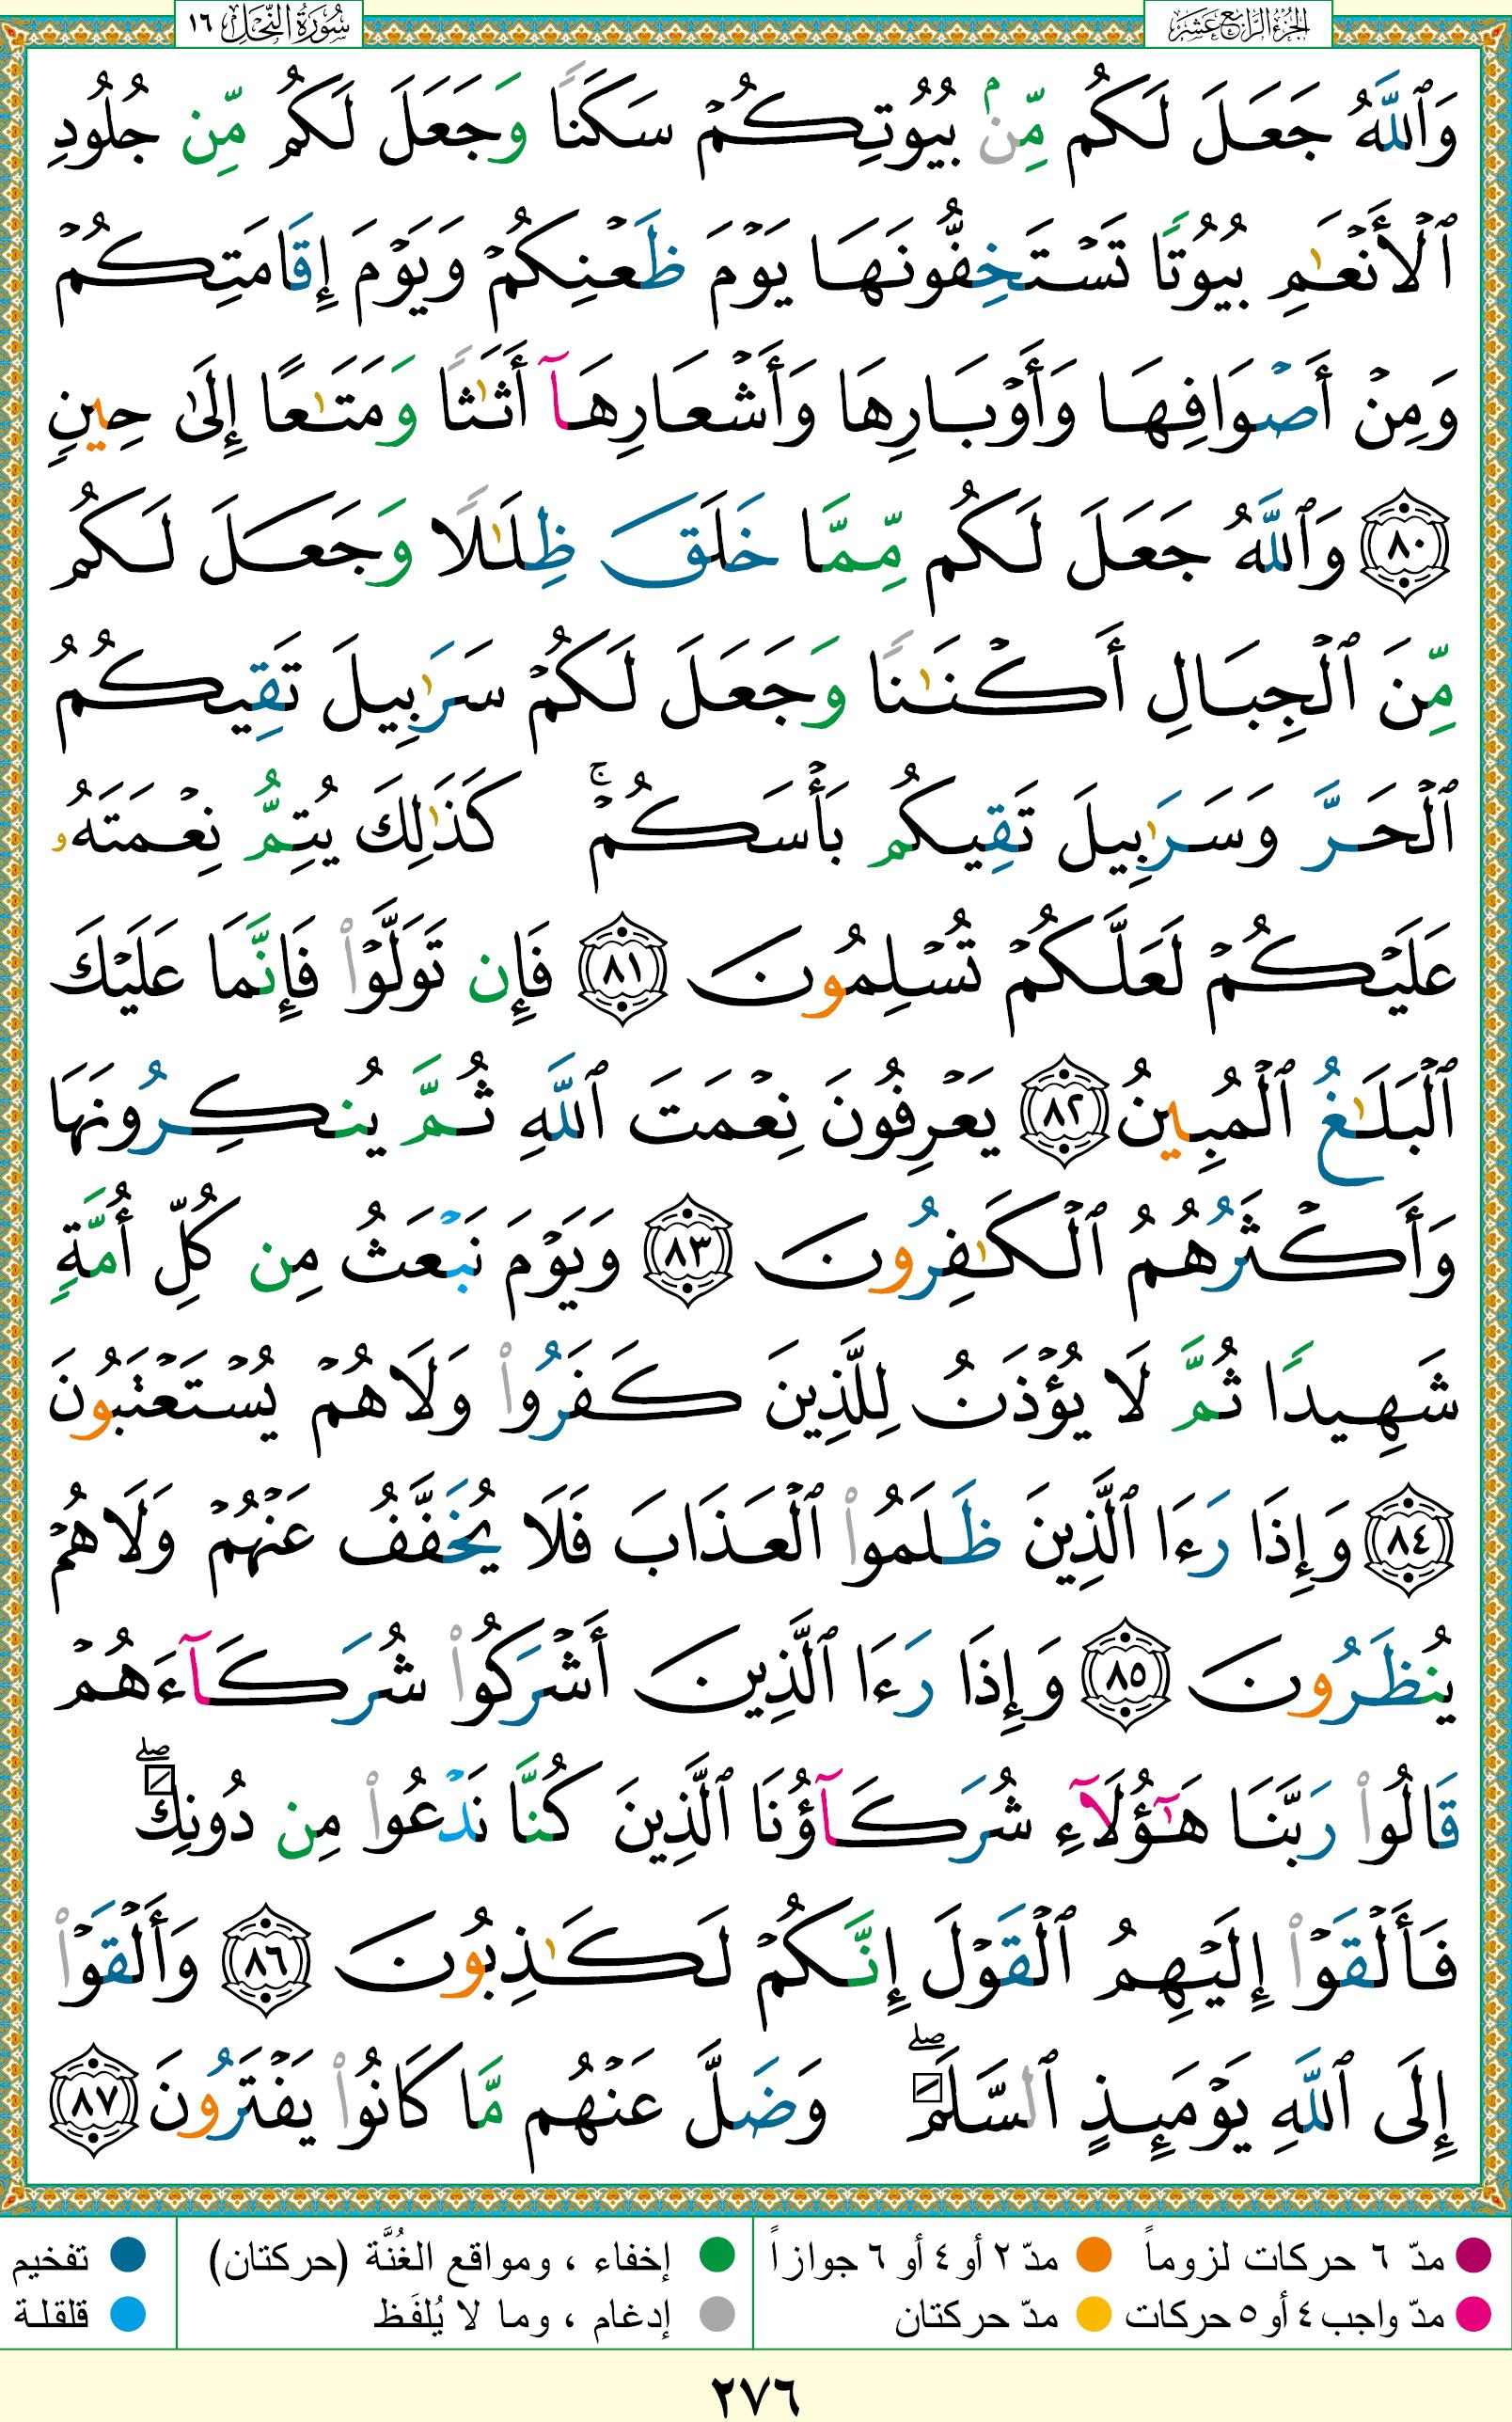 الجزء الرابع عشر
سورة النحل ١٦
وَٱللَّهُ جَعَلَ لَكُم مِّنۢ بُيُوتِكُمۡ سَكَنٗا وَجَعَلَ لَكُم مِّن جُلُودِ
ٱلۡأَنۡعَٰمِ بُيُوتٗا تَسۡتَخِفُّونَهَا يَوۡمَ ظَعۡنِكُمۡ وَيَوۡمَ إِقَامَتِكُمۡ
وَمِنۡ أَصۡوَافِهَا وَأَوۡبَارِهَا وَأَشۡعَارِهَآ أَثَٰثٗا وَمَتَٰعًا إِلَىٰ حِينٖ
٨٠ وَٱللَّهُ جَعَلَ لَكُم مِّمَّا خَلَقَ ظِلَٰلٗا وَجَعَلَ لَكُم
مِّنَ ٱلۡجِبَالِ أَكۡنَٰنٗا وَجَعَلَ لَكُمۡ سَرَٰبِيلَ تَقِيكُمُ
ٱلۡحَرَّ وَسَرَٰبِيلَ تَقِيكُم بَأۡسَكُمۡۚ كَذَٰلِكَ يُتِمُّ نِعۡمَتَهُۥ
عَلَيۡكُمۡ لَعَلَّكُمۡ تُسۡلِمُونَ ٨١ فَإِن تَوَلَّوۡاْ فَإِنَّمَا عَلَيۡكَ
ٱلۡبَلَٰغُ ٱلۡمُبِينُ ٨٢ يَعۡرِفُونَ نِعۡمَتَ ٱللَّهِ ثُمَّ يُنكِرُونَهَا
وَأَكۡثَرُهُمُ ٱلۡكَٰفِرُونَ ٨٣ وَيَوۡمَ نَبۡعَثُ مِن كُلِّ أُمَّةٖ
شَهِيدٗا ثُمَّ لَا يُؤۡذَنُ لِلَّذِينَ كَفَرُواْ وَلَا هُمۡ يُسۡتَعۡتَبُونَ
٨٤ وَإِذَا رَءَا ٱلَّذِينَ ظَلَمُواْ ٱلۡعَذَابَ فَلَا يُخَفَّفُ عَنۡهُمۡ وَلَا هُمۡ
يُنظَرُونَ ٨٥ وَإِذَا رَءَا ٱلَّذِينَ أَشۡرَكُواْ شُرَكَآءَهُمۡ
قَالُواْ رَبَّنَا هَٰٓؤُلَآءِ شُرَكَآؤُنَا ٱلَّذِينَ كُنَّا نَدۡعُواْ مِن دُونِكَۖ
فَأَلۡقَوۡاْ إِلَيۡهِمُ ٱلۡقَوۡلَ إِنَّكُمۡ لَكَٰذِبُونَ ٨٦ وَأَلۡقَوۡاْ
إِلَى ٱللَّهِ يَوۡمَئِذٍ ٱلسَّلَمَۖ وَضَلَّ عَنۡهُم مَّا كَانُواْ يَفۡتَرُونَ ٨٧
مدّ ٦ حركات لزوماً مدّ ٢ أو ٤ أو ٦ جوازاً إخفاء ، ومواقع الغُنَّة (حركتان) تفخيم
مدّ واجب ٤ أو ٥ حركات مدّ حركتان إدغام ، وما لا يُلفَظ قلقلة
٢٧٦